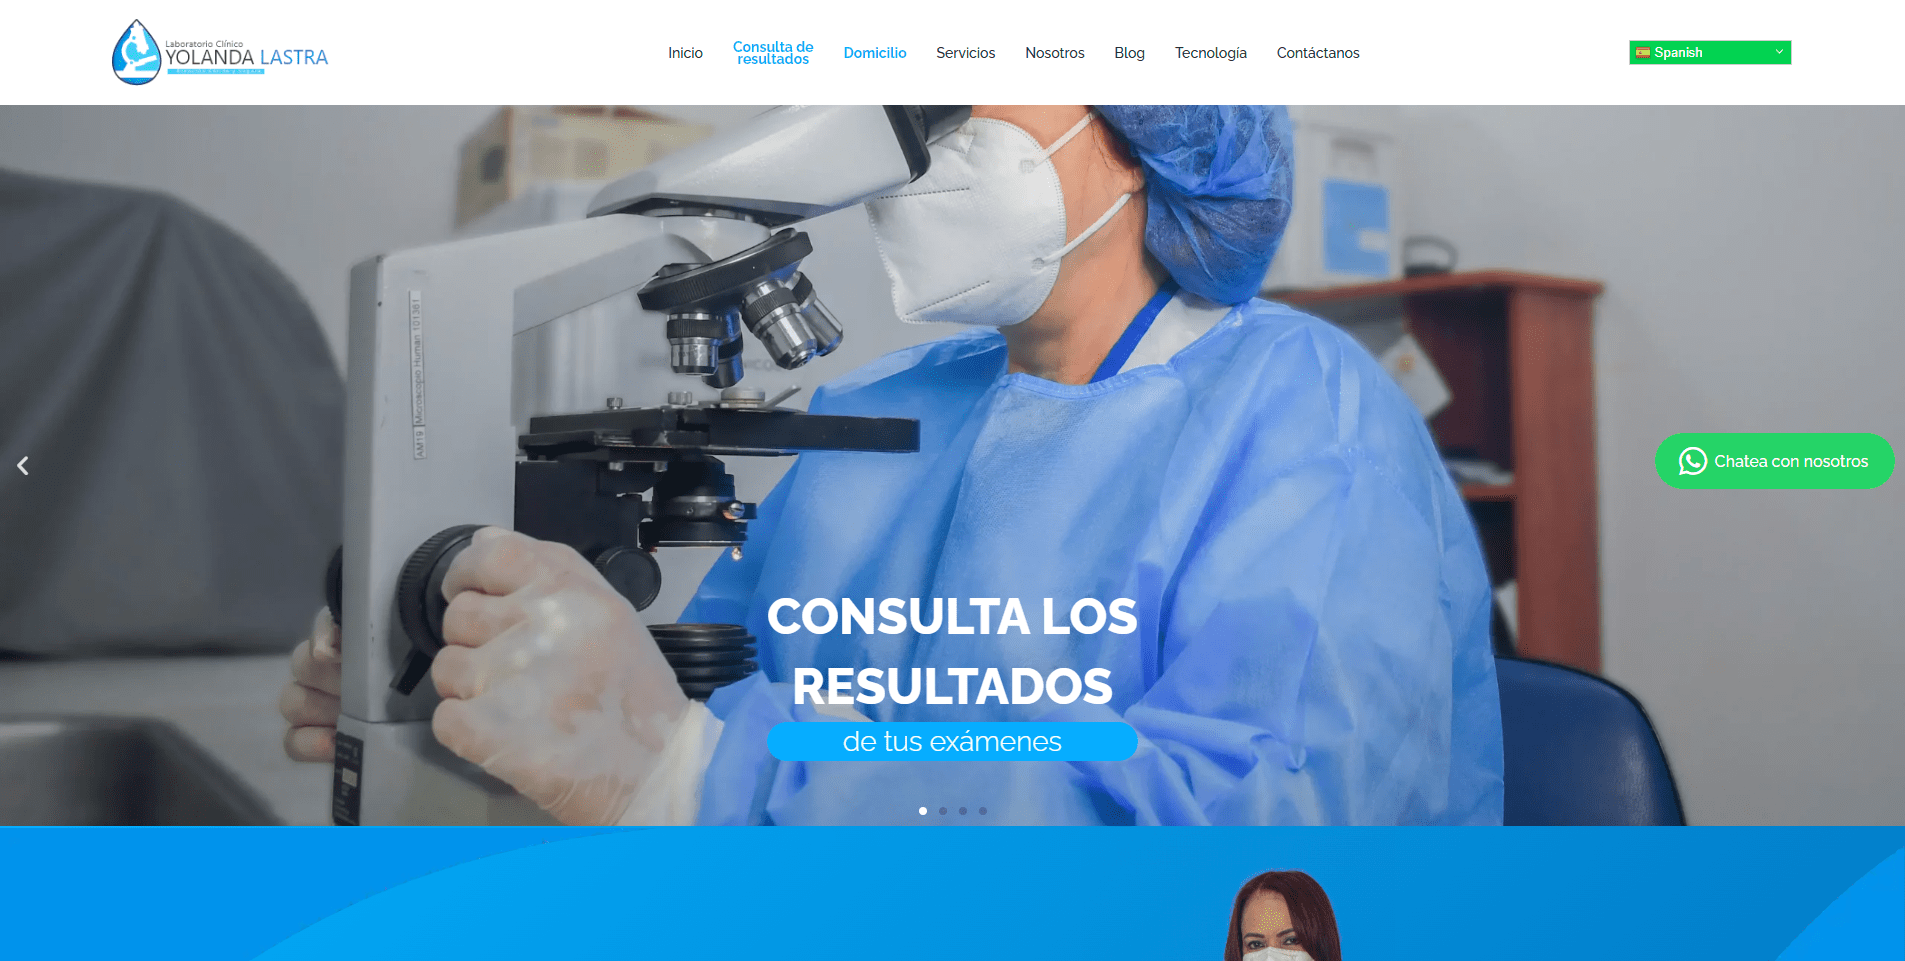 Laboratorio Clínico
YOLANDA LASTRA
Inicio
Consulta de
resultados
Domicilio
Servicios
Nosotros
Blog
Tecnología
Contáctanos
Spanish
AM19 Microscopio Human 101361
Chatea con nosotros
CONSULTA LOS
RESULTADOS
de tus exámenes